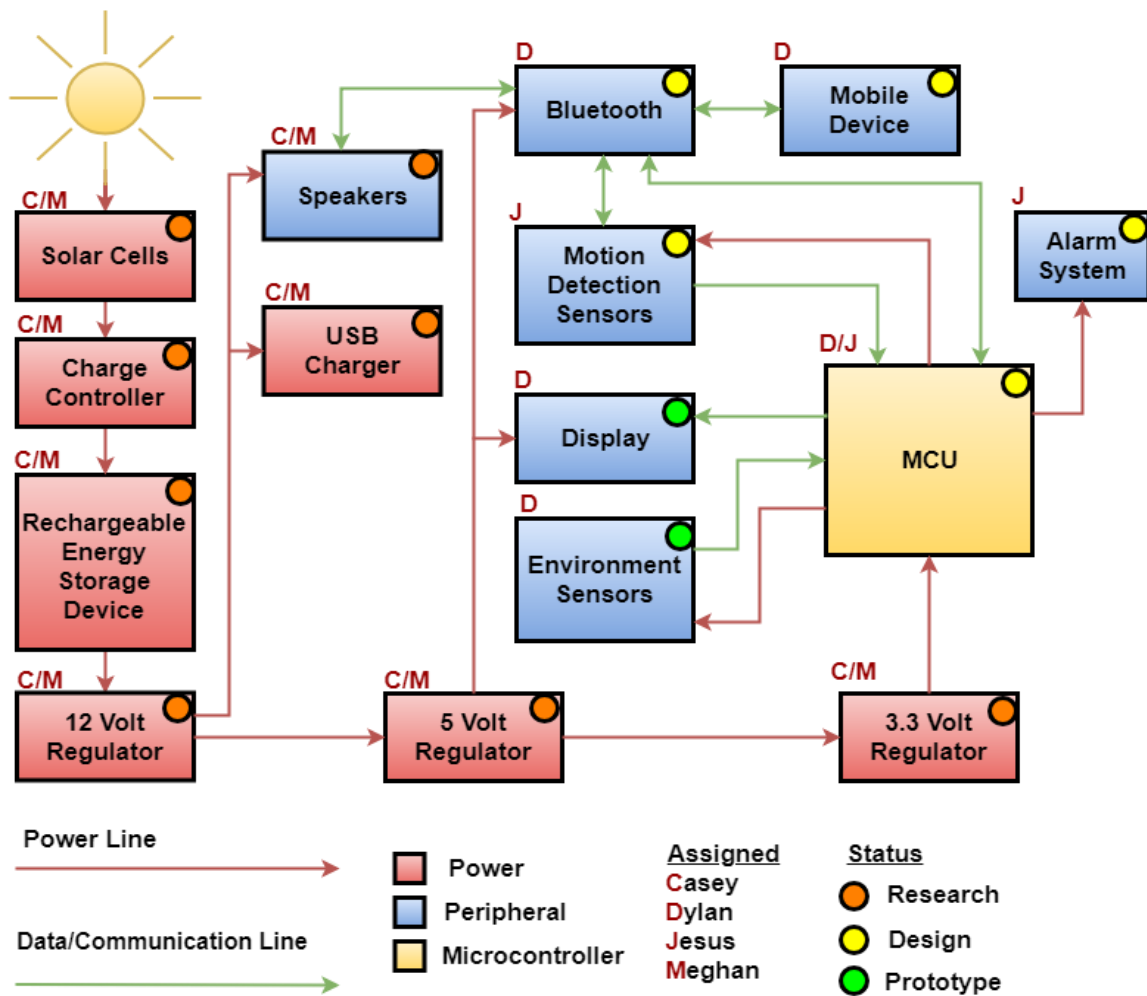 D
Bluetooth
D
Mobile
Device
C/M
Speakers
C/M
Solar Cells
J
Motion
Detection
Sensors
J
Alarm
System
C/M
USB
Charger
C/M
Charge
Controller
D/J
MCU
D
Display
C/M
Rechargeable
Energy
Storage
Device
D
Environment
Sensors
C/M
12 Volt
Regulator
C/M
5 Volt
Regulator
C/M
3.3 Volt
Regulator
Power Line
Data/Communication Line
Power
Peripheral
Microcontroller
Assigned
Casey
Dylan
Jesus
Meghan
Status
Research
Design
Prototype